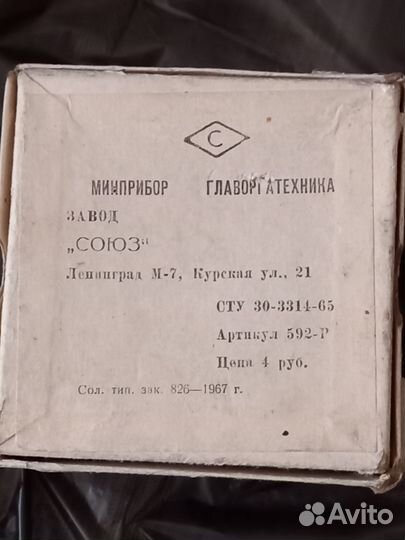 С
МИНПРИБОР ГЛАВОРГАТЕХНИКА
ЗАВОД
„СОЮЗ“
Ленинград М-7, Курская ул., 21
СТУ 30-3314-65
Артикул 592-Р
Цена 4 руб.
Сол. тип. зак. 826—1967 г.
Avito